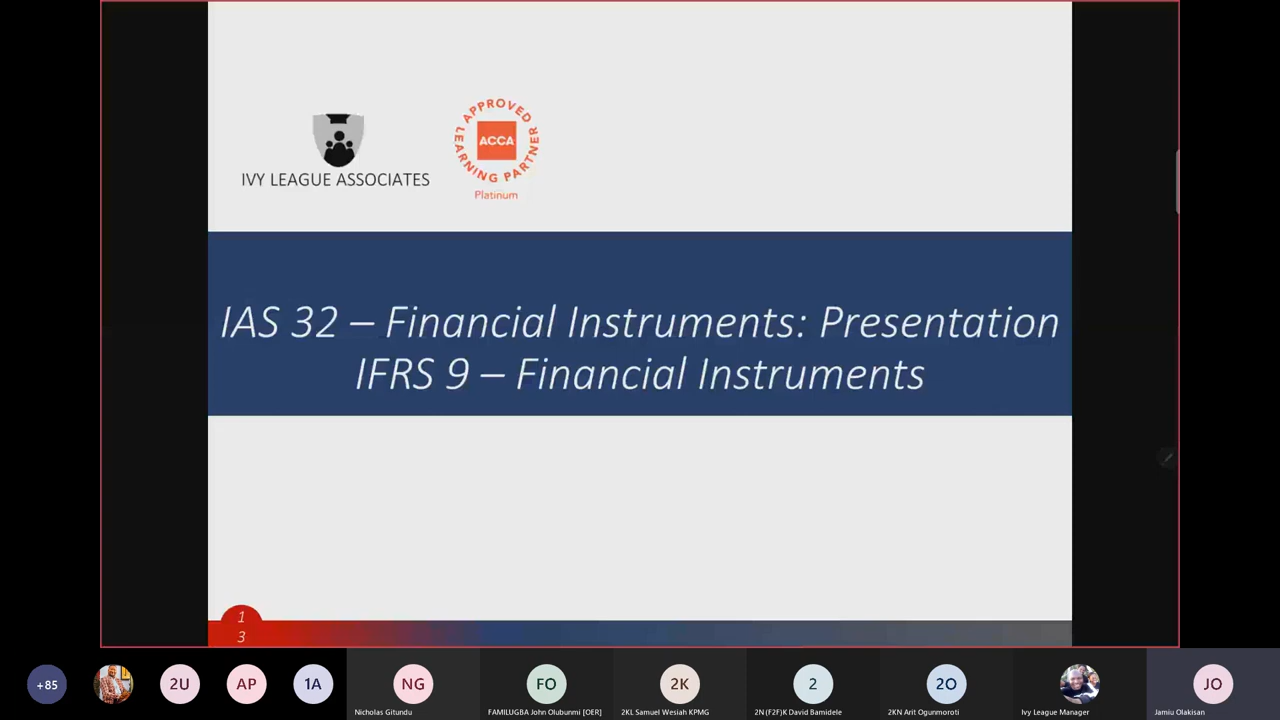 APPROVED
LEARNING PARTNER
ACCA
Platinum
IVY LEAGUE ASSOCIATES
IAS 32 – Financial Instruments: Presentation
IFRS 9 – Financial Instruments
1
3
+85
2U
AP
1A
NG
FO
2K
2
2O
JO
Nicholas Gitundu
FAMILUGBA John Olubunmi [OER]
2KL Samuel Wesiah KPMG
2N (F2F)K David Bamidele
2KN Arit Ogunmoroti
Ivy League Manager
Jamiu Olakisan